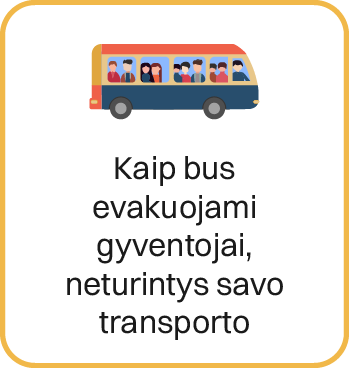 Kaip bus
evakuojami
gyventojai,
neturintys savo
transporto